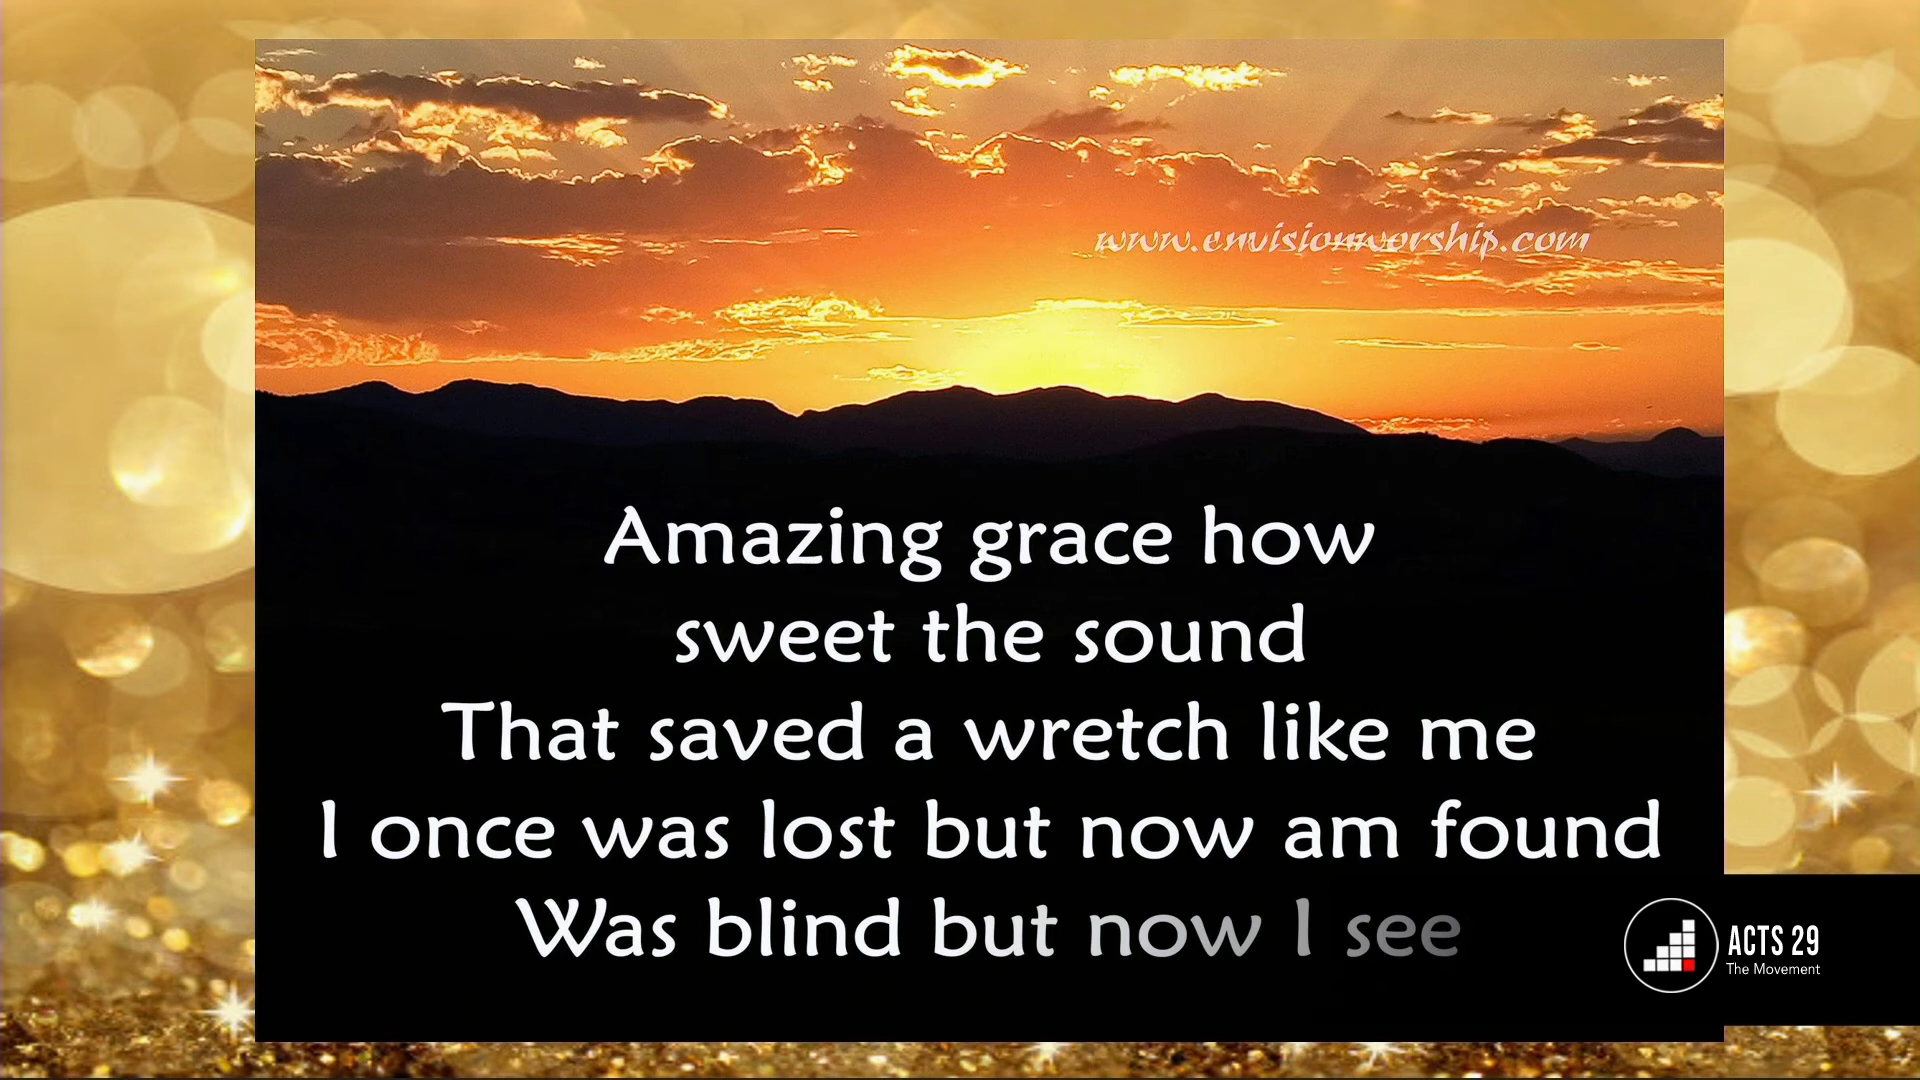 www.envisionworship.com
Amazing grace how
sweet the sound
That saved a wretch like me
I once was lost but now am found
Was blind but now I see
ACTS 29
The Movement